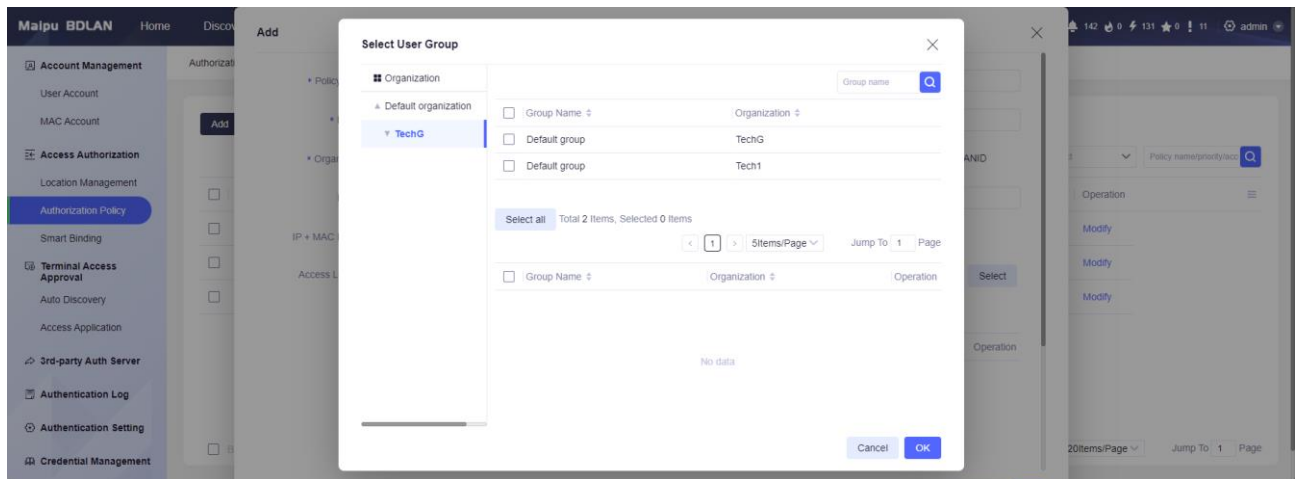 Maipu BDLAN Home Discov
142 0 131 0 11 admin
Account Management
User Account
MAC Account
Access Authorization
Location Management
Authorization Policy
Smart Binding
Terminal Access
Approval
Auto Discovery
Access Application
3rd-party Auth Server
Authentication Log
Authentication Setting
Credential Management
Authorizati
Add
Add
* Policy
* Organ
IP + MAC
Access L
ANID
Select
Operation
Policy name/priority/acc
Operation
Modify
Modify
Modify
20Items/Page Jump To 1 Page
Select User Group
Organization
Default organization
TechG
Group name
Group Name Organization
Default group TechG
Default group Tech1
Select all Total 2 Items, Selected 0 Items
< 1 > 5Items/Page Jump To 1 Page
Group Name Organization Operation
No data
Cancel OK